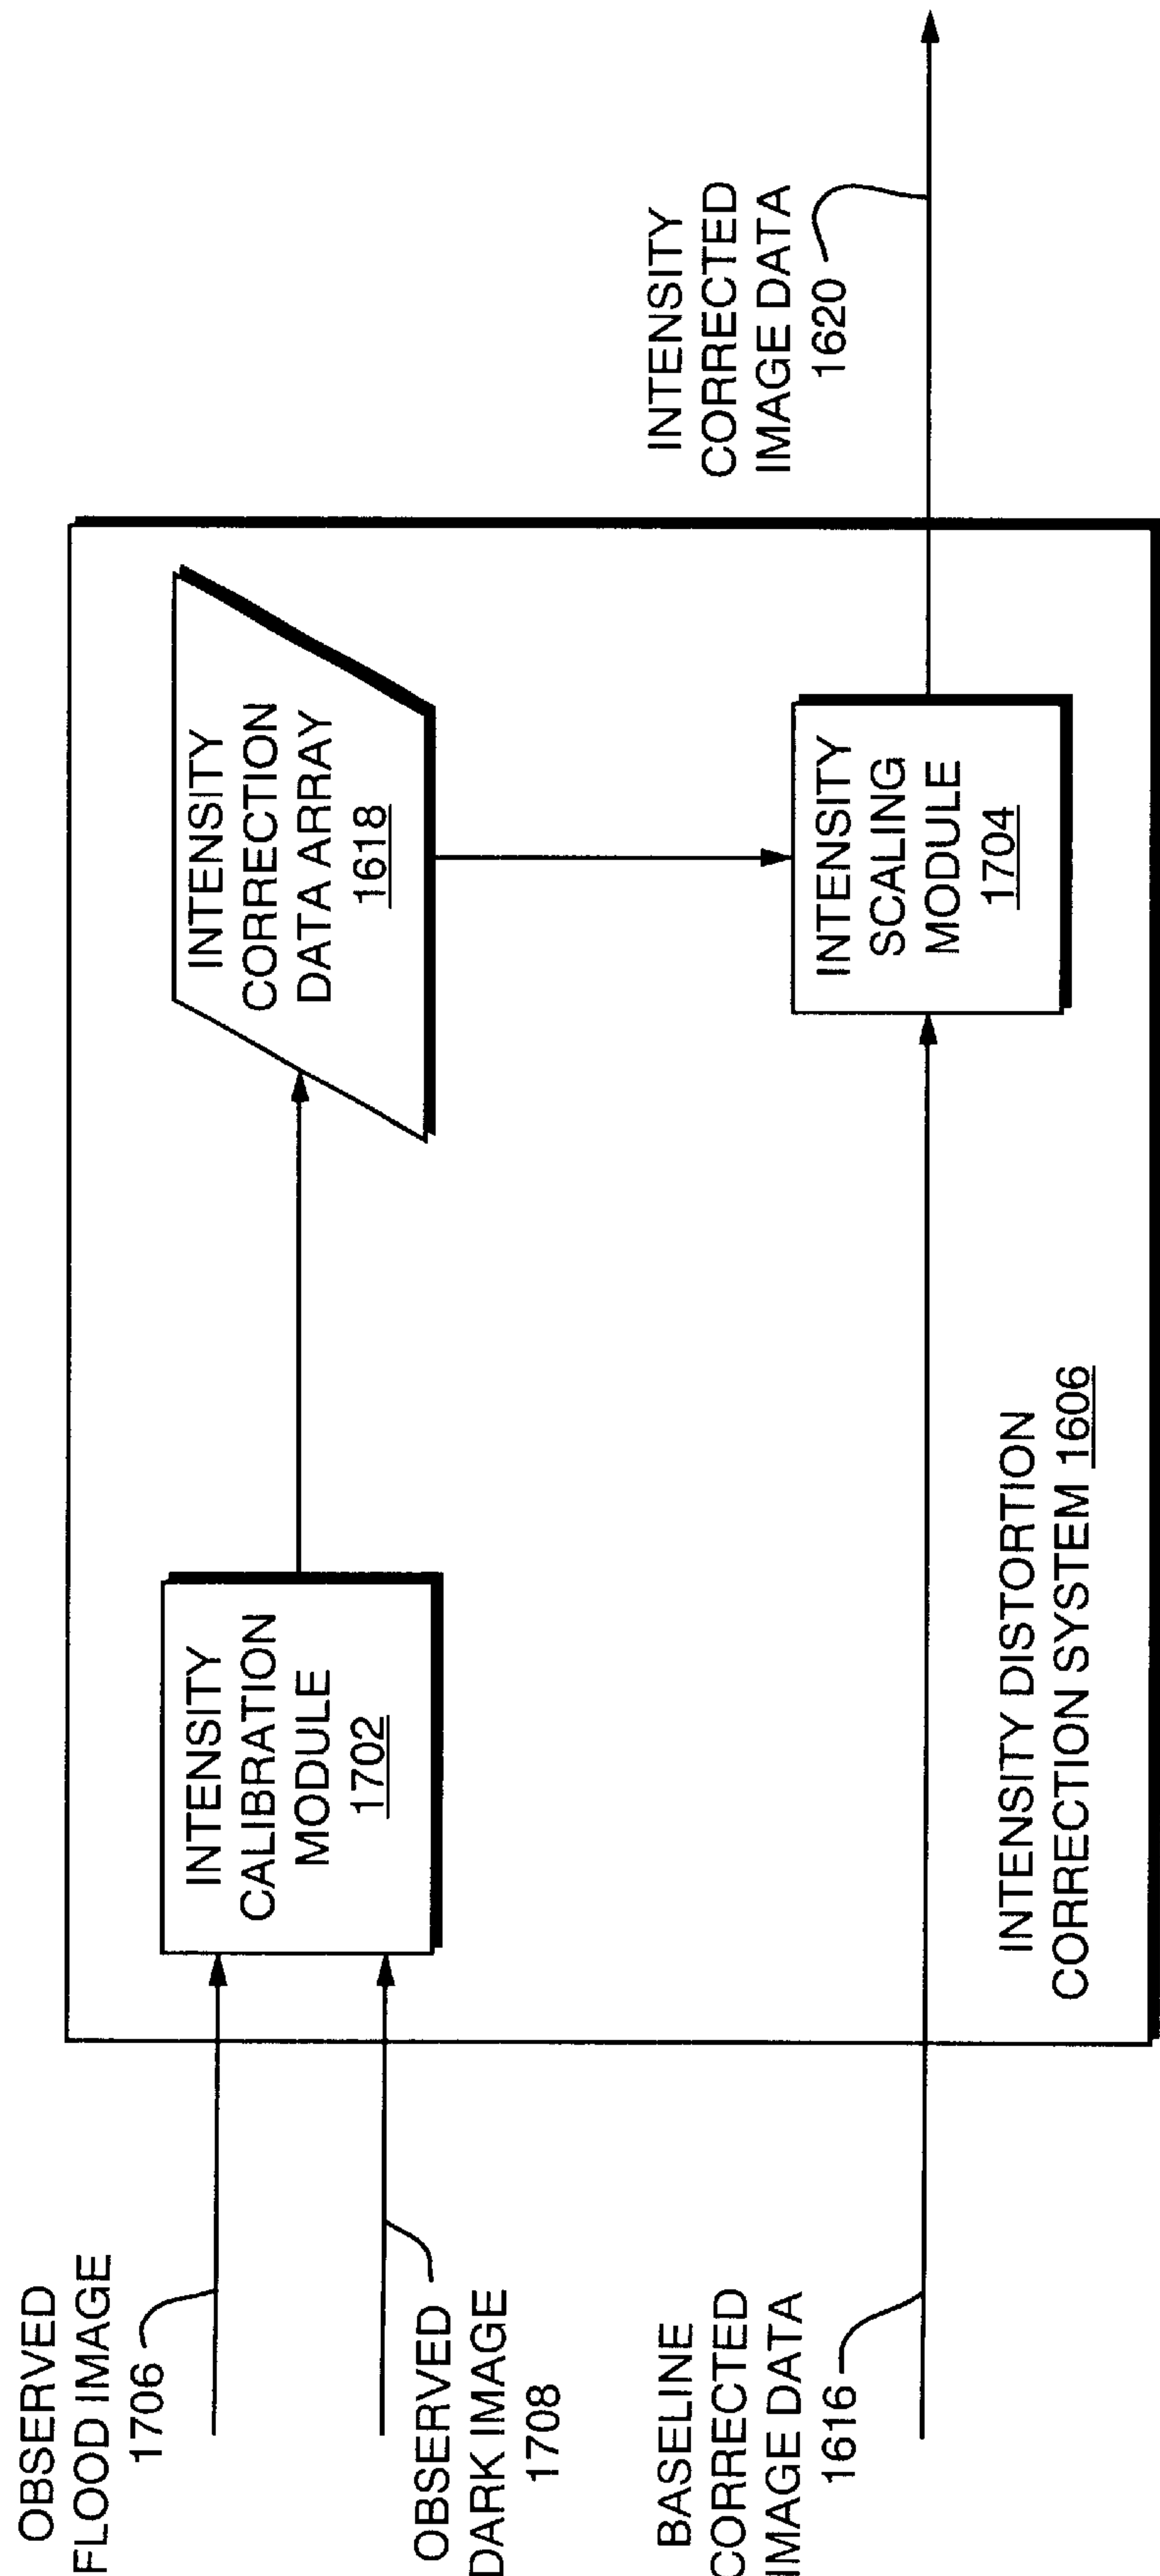 OBSERVED
FLOOD IMAGE
1706
OBSERVED
DARK IMAGE
1708
BASELINE
CORRECTED
IMAGE DATA
1616
INTENSITY
CALIBRATION
MODULE
1702
INTENSITY
CORRECTION
DATA ARRAY
1618
INTENSITY
SCALING
MODULE
1704
INTENSITY DISTORTION
CORRECTION SYSTEM 1606
INTENSITY
CORRECTED
IMAGE DATA
1620